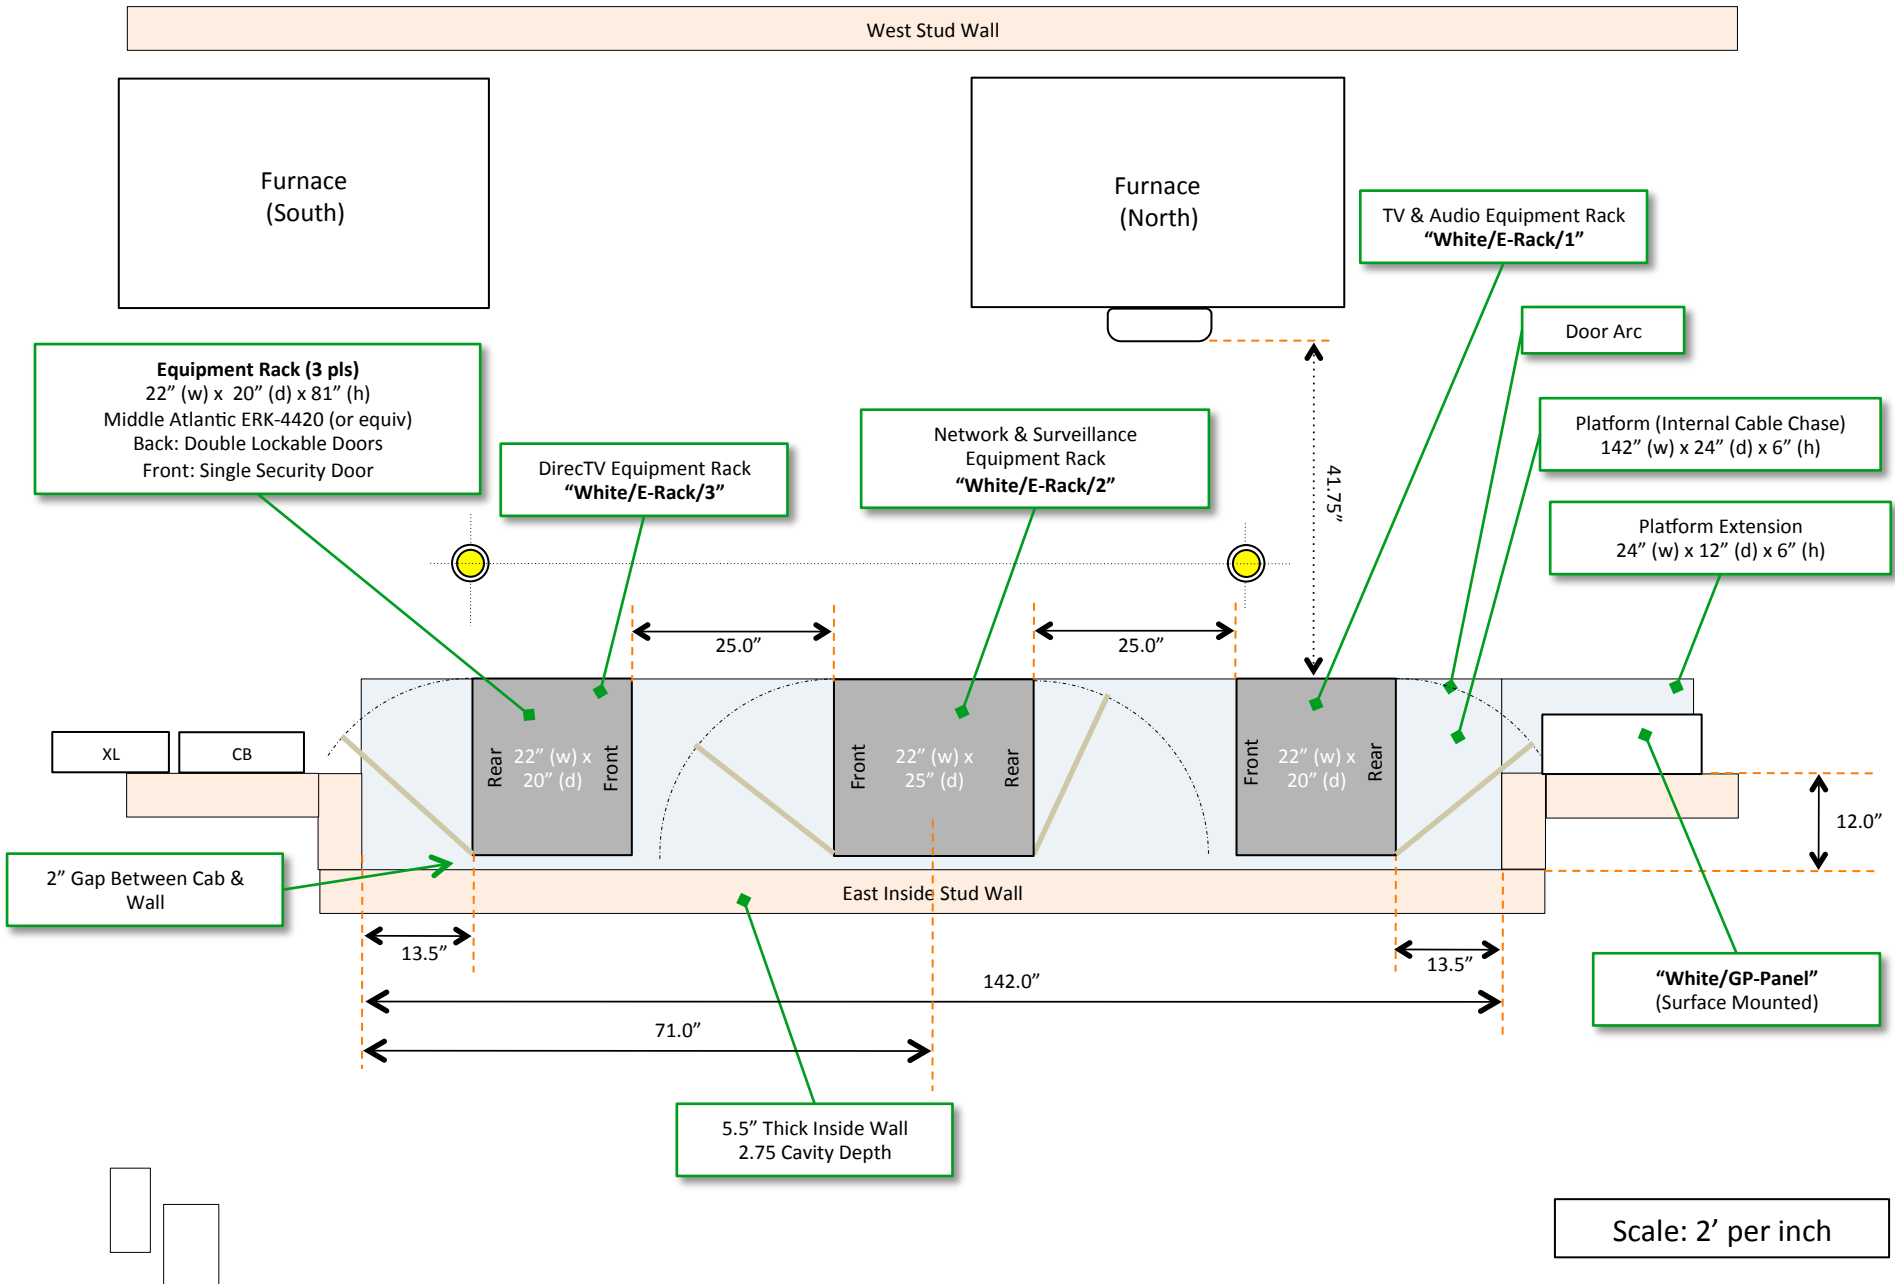 West Stud Wall
Furnace
(South)
Furnace
(North)
TV & Audio Equipment Rack
“White/E-Rack/1”
Door Arc
Equipment Rack (3 pls)
22” (w) x  20” (d) x 81” (h)
Middle Atlantic ERK-4420 (or equiv)
Back: Double Lockable Doors
Front: Single Security Door
DirecTV Equipment Rack
“White/E-Rack/3”
Network & Surveillance
Equipment Rack
“White/E-Rack/2”
41.75”
Platform (Internal Cable Chase)
142” (w) x 24” (d) x 6” (h)
Platform Extension
24” (w) x 12” (d) x 6” (h)
25.0”
25.0”
XL
CB
Rear
22” (w) x
20” (d)
Front
Front
22” (w) x
25” (d)
Rear
Front
22” (w) x
20” (d)
Rear
12.0”
2” Gap Between Cab &
Wall
East Inside Stud Wall
13.5”
13.5”
142.0”
71.0”
“White/GP-Panel”
(Surface Mounted)
5.5” Thick Inside Wall
2.75 Cavity Depth
Scale: 2’ per inch